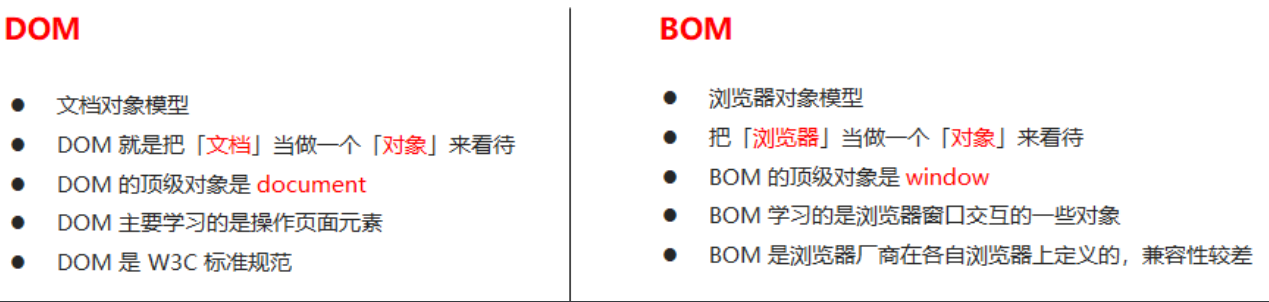 DOM
● 文档对象模型
● DOM 就是把「文档」当做一个「对象」来看待
● DOM 的顶级对象是 document
● DOM 主要学习的是操作页面元素
● DOM 是 W3C 标准规范
BOM
● 浏览器对象模型
● 把「浏览器」当做一个「对象」来看待
● BOM 的顶级对象是 window
● BOM 学习的是浏览器窗口交互的一些对象
● BOM 是浏览器厂商在各自浏览器上定义的，兼容性较差